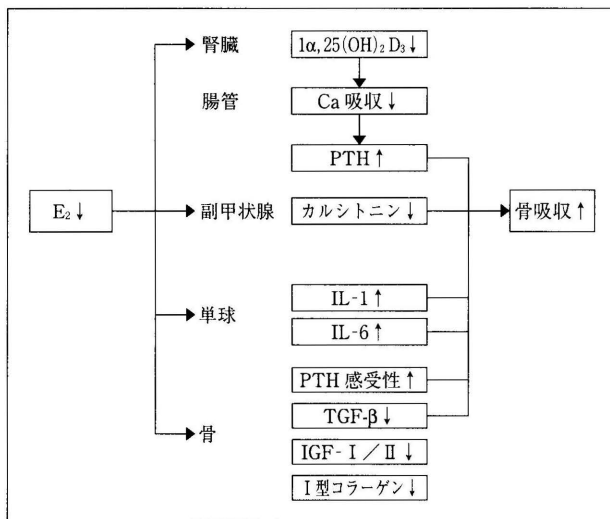 腎臓 1α,25(OH)₂D₃↓
腸管 Ca 吸収↓
PTH↑
E₂↓ 副甲状腺 カルシトニン↓ 骨吸収↑
単球 IL-1↑
IL-6↑
PTH 感受性↑
TGF-β↓
骨 IGF-Ⅰ／Ⅱ↓
Ⅰ型コラーゲン↓